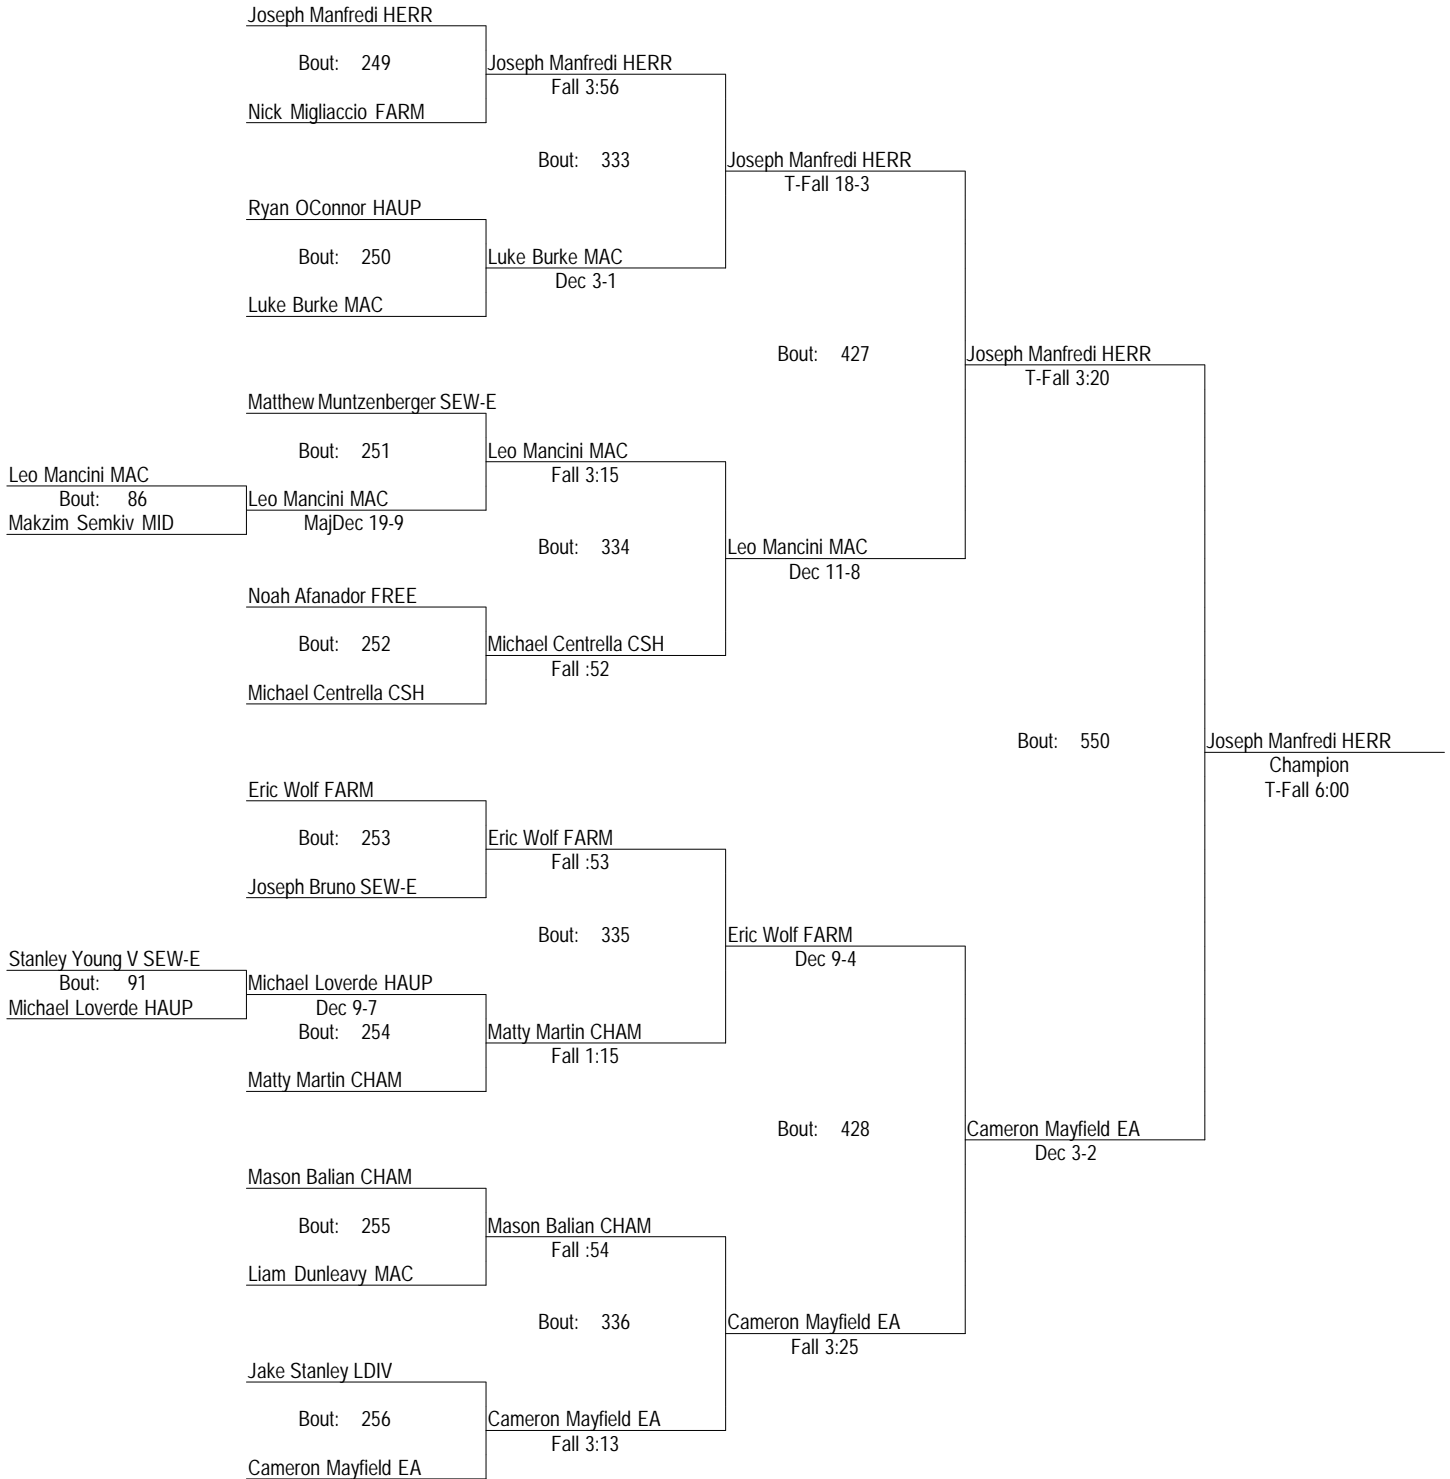 Joseph Manfredi HERR
Bout: 249
Joseph Manfredi HERR
Fall 3:56
Nick Migliaccio FARM
Bout: 333
Joseph Manfredi HERR
T-Fall 18-3
Ryan OConnor HAUP
Bout: 250
Luke Burke MAC
Dec 3-1
Luke Burke MAC
Bout: 427
Joseph Manfredi HERR
T-Fall 3:20
Matthew Muntzenberger SEW-E
Bout: 251
Leo Mancini MAC
Fall 3:15
Leo Mancini MAC
Bout: 86
Leo Mancini MAC
Makzim Semkiv MID
MajDec 19-9
Bout: 334
Leo Mancini MAC
Dec 11-8
Noah Afanador FREE
Bout: 252
Michael Centrella CSH
Fall :52
Michael Centrella CSH
Bout: 550
Joseph Manfredi HERR
Champion
T-Fall 6:00
Eric Wolf FARM
Bout: 253
Eric Wolf FARM
Fall :53
Joseph Bruno SEW-E
Bout: 335
Eric Wolf FARM
Dec 9-4
Stanley Young V SEW-E
Bout: 91
Michael Loverde HAUP
Michael Loverde HAUP
Dec 9-7
Bout: 254
Matty Martin CHAM
Fall 1:15
Matty Martin CHAM
Bout: 428
Cameron Mayfield EA
Dec 3-2
Mason Balian CHAM
Bout: 255
Mason Balian CHAM
Fall :54
Liam Dunleavy MAC
Bout: 336
Cameron Mayfield EA
Fall 3:25
Jake Stanley LDIV
Bout: 256
Cameron Mayfield EA
Fall 3:13
Cameron Mayfield EA